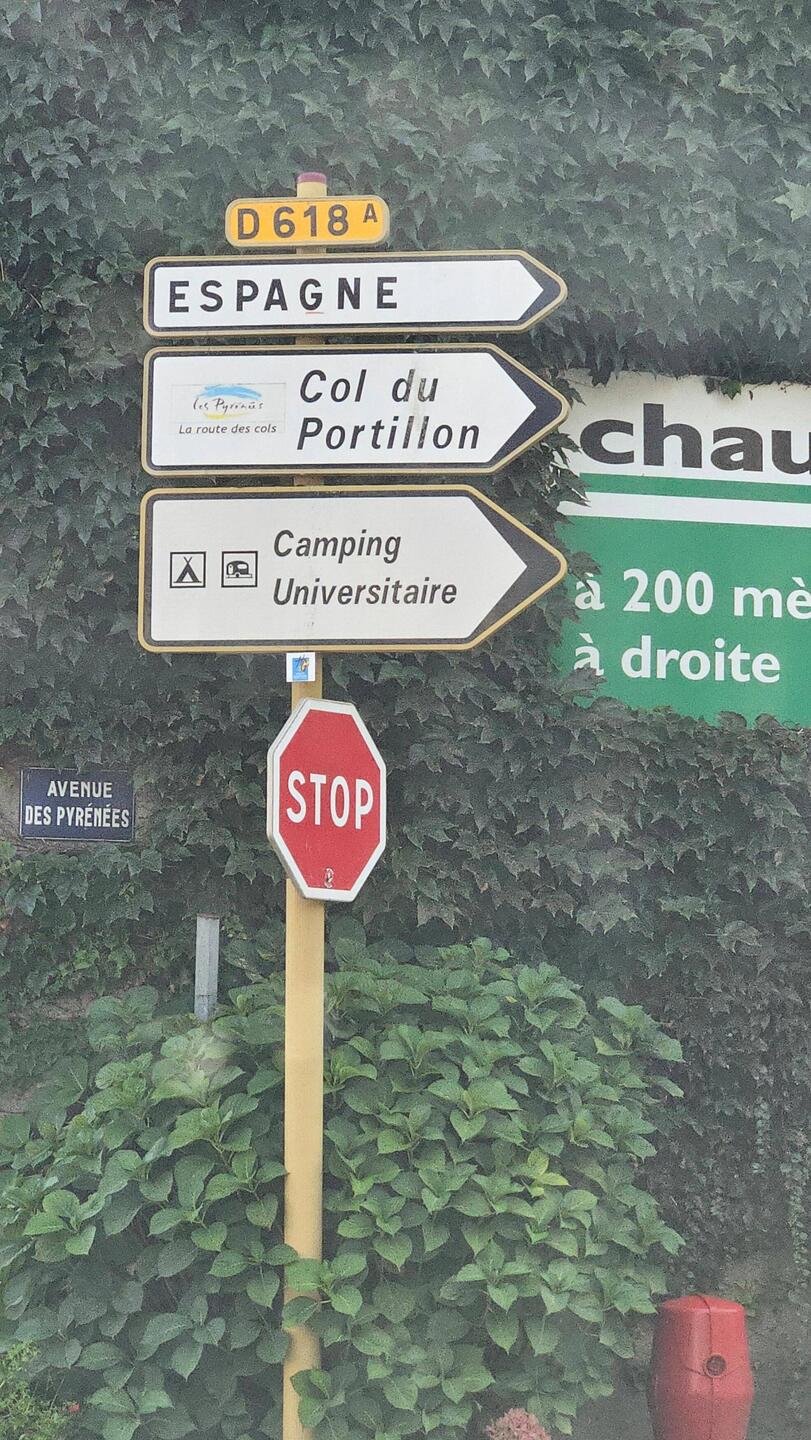 D 618 A
ESPAGNE
les Pyrénées
La route des cols
Col du
Portillon
Camping
Universitaire
chau
à 200 mè
à droite
STOP
AVENUE
DES PYRÉNÉES